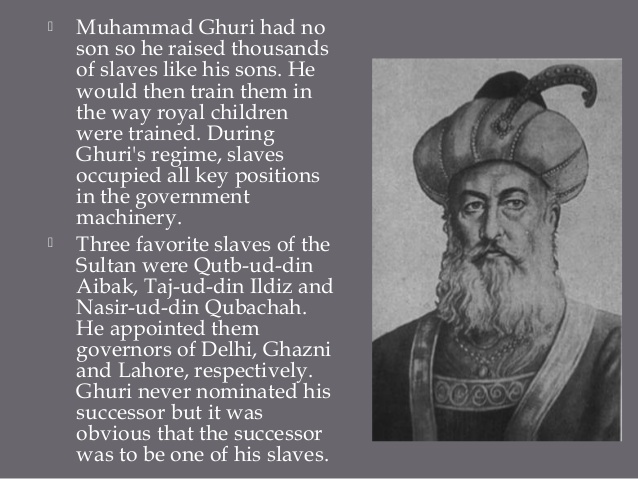 Muhammad Ghuri had no
son so he raised thousands
of slaves like his sons. He
would then train them in
the way royal children
were trained. During
Ghuri's regime, slaves
occupied all key positions
in the government
machinery.
Three favorite slaves of the
Sultan were Qutb-ud-din
Aibak, Taj-ud-din Ildiz and
Nasir-ud-din Qubachah.
He appointed them
governors of Delhi, Ghazni
and Lahore, respectively.
Ghuri never nominated his
successor but it was
obvious that the successor
was to be one of his slaves.